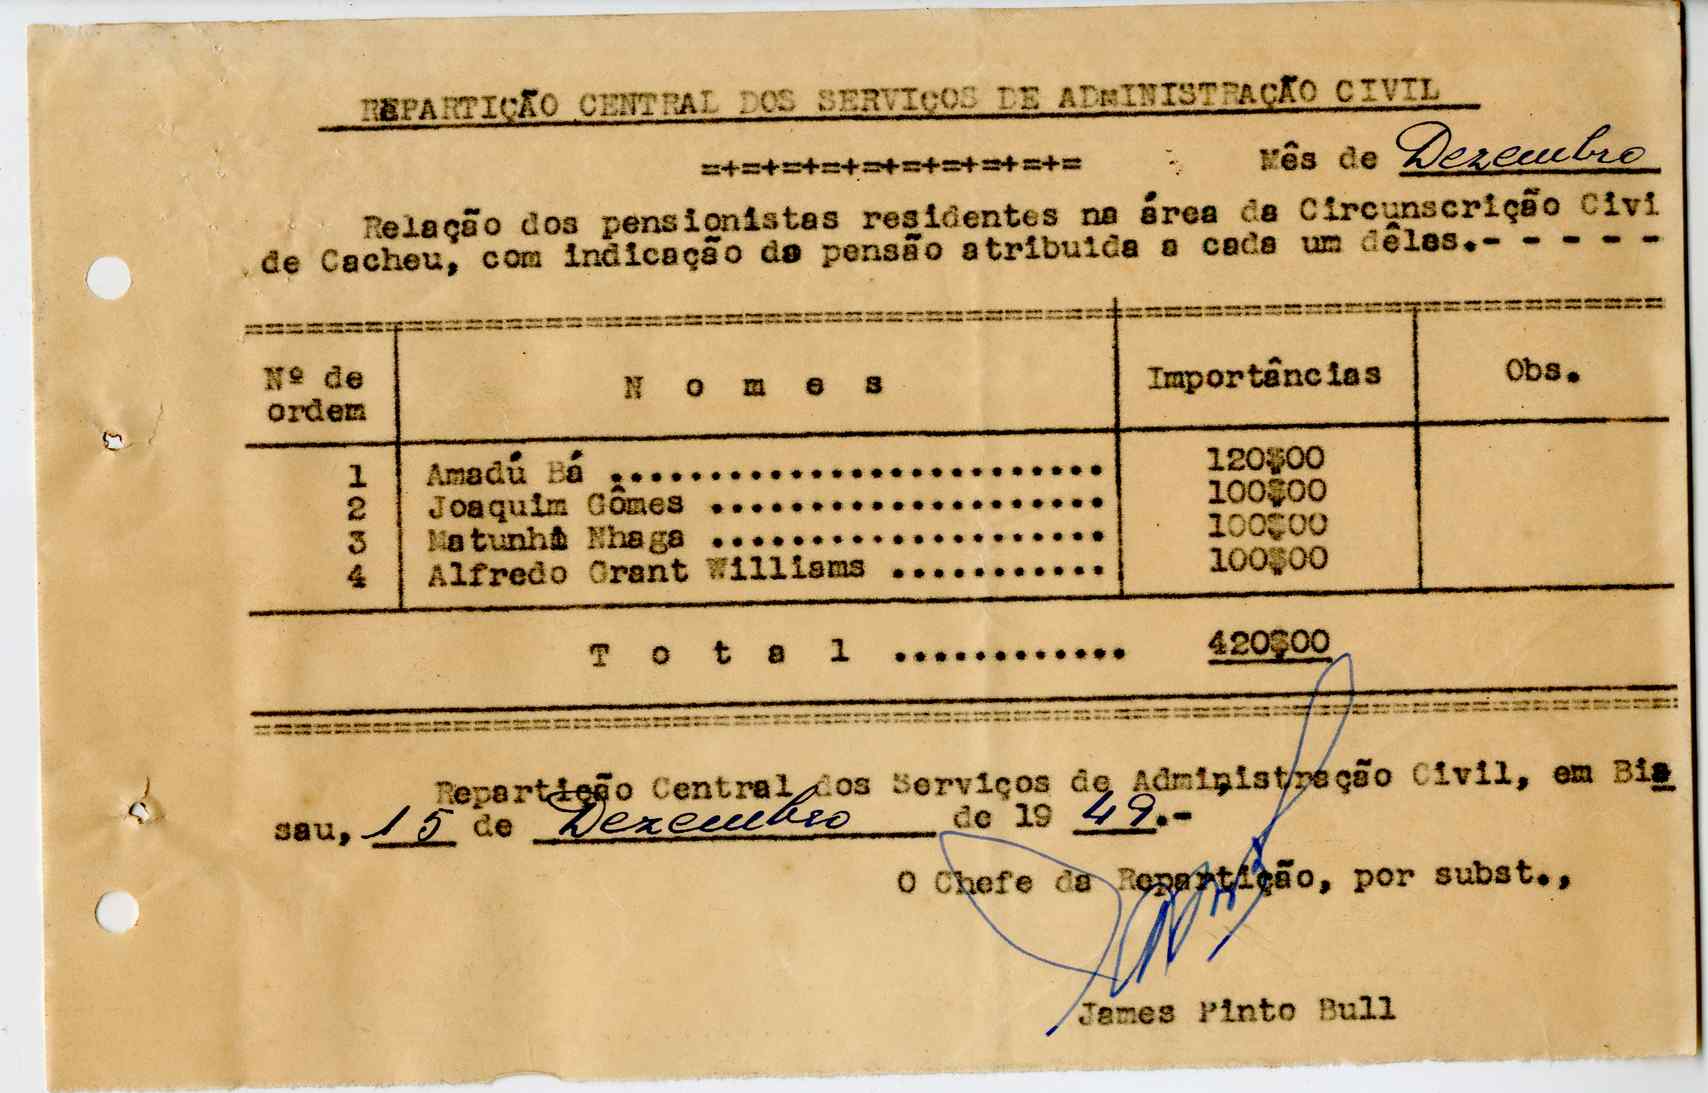 REPARTIÇÃO CENTRAL DOS SERVIÇOS DE ADMINISTRAÇÃO CIVIL
=+=+=+=+=+=+=+=+=+= Mês de Dezembro
Relação dos pensionistas residentes na área da Circunscrição Civi
de Cacheu, com indicação da pensão atribuida a cada um dêles.- - - - -
Nº de ordem N o m e s Importâncias Obs.
1 Amadú Bá .............................. 120$00
2 Joaquim Gômes ........................ 100$00
3 Matunhá Nhaga ........................ 100$00
4 Alfredo Grant Williams ............ 100$00
T o t a l ............ 420$00
Repartição Central dos Serviços de Administração Civil, em Bis
sau, 15 de Dezembro de 19 49.-
O Chefe da Repartição, por subst.,
James Pinto Bull